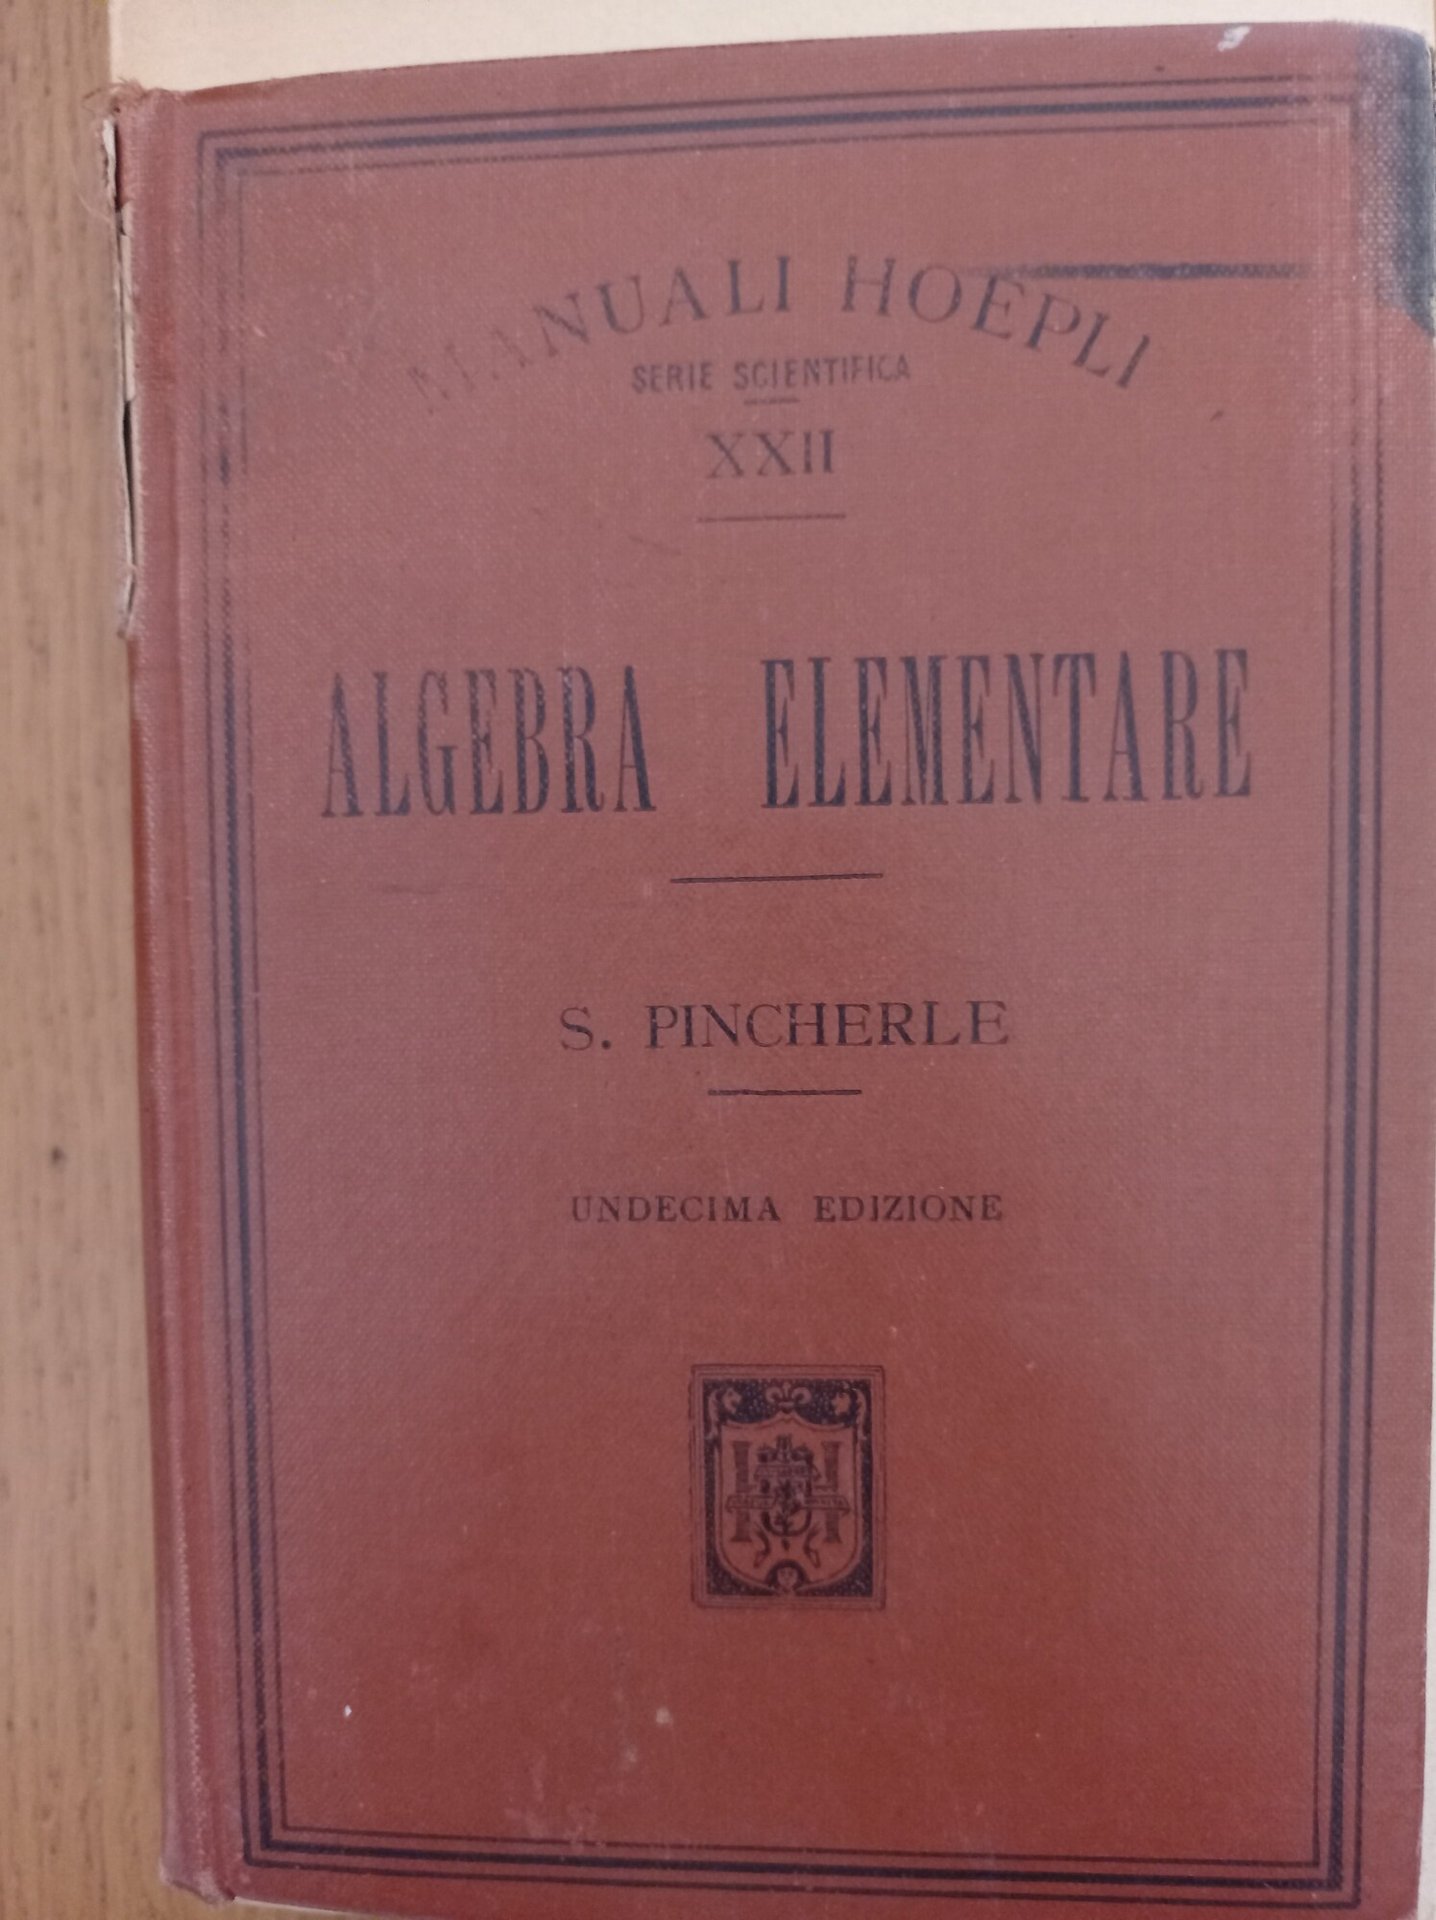 MANUALI HOEPLI
SERIE SCIENTIFICA
XXII
ALGEBRA ELEMENTARE
S. PINCHERLE
UNDECIMA EDIZIONE